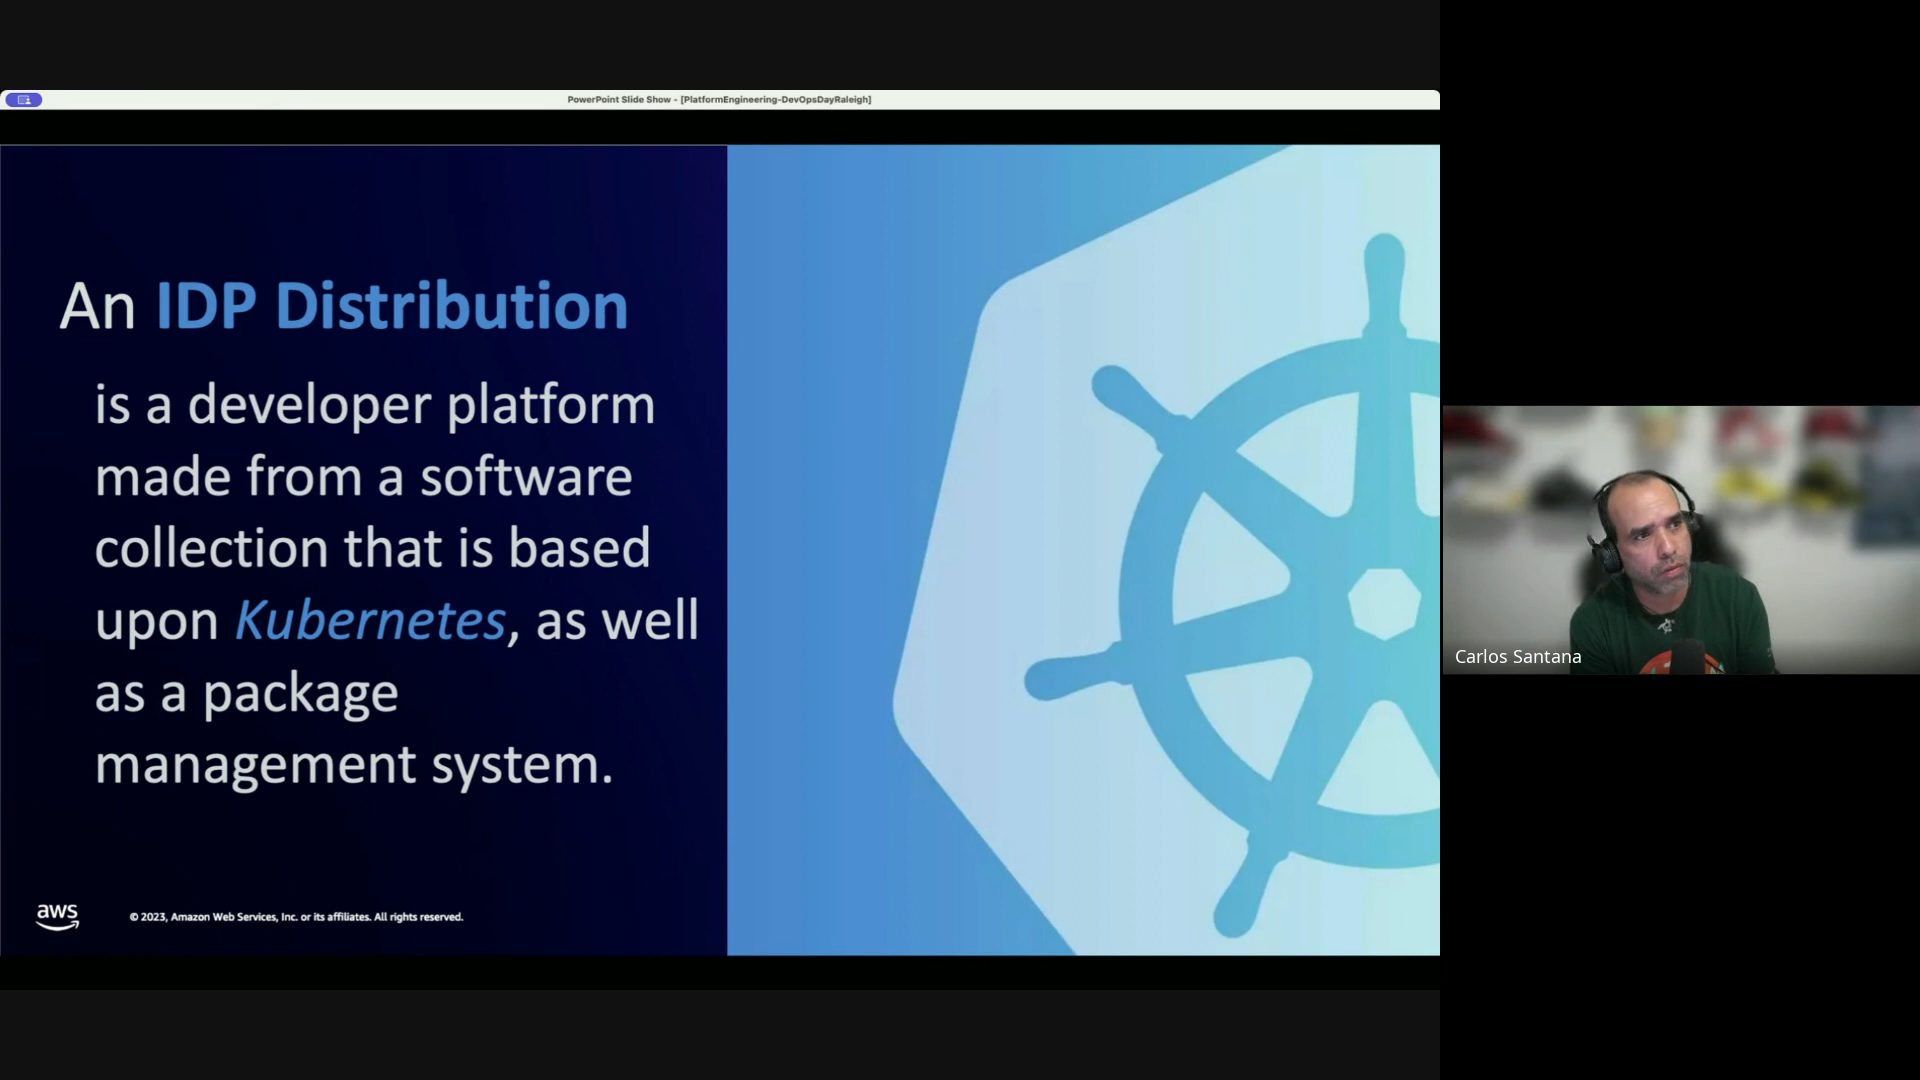 PowerPoint Slide Show - [PlatformEngineering-DevOpsDayRaleigh]
An IDP Distribution
is a developer platform
made from a software
collection that is based
upon Kubernetes, as well
as a package
management system.
aws
© 2023, Amazon Web Services, Inc. or its affiliates. All rights reserved.
Carlos Santana